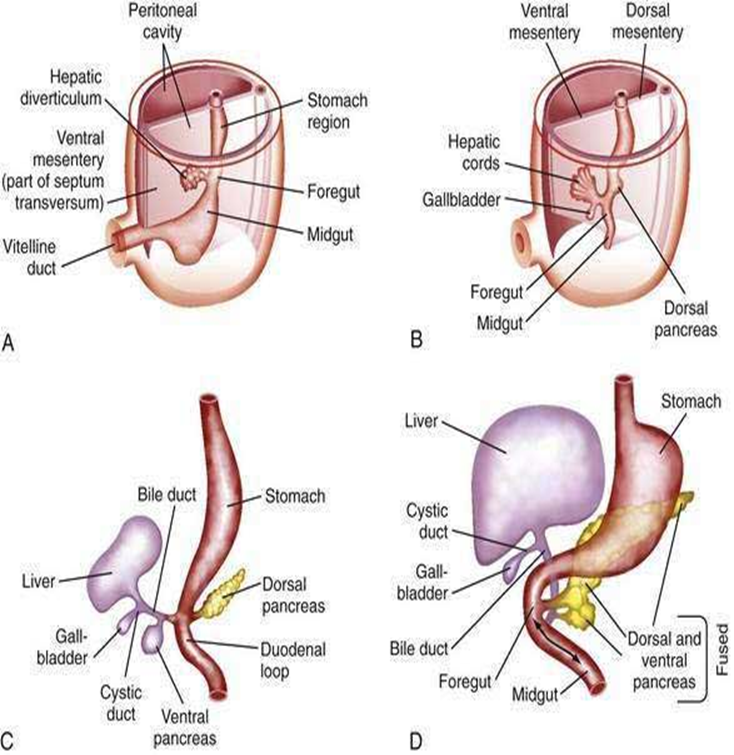 Peritoneal
cavity
Hepatic
diverticulum
Stomach
region
Ventral
mesentery
(part of septum
transversum)
Foregut
Midgut
Vitelline
duct
A
Ventral
mesentery
Dorsal
mesentery
Hepatic
cords
Gallbladder
Foregut
Midgut
Dorsal
pancreas
B
Bile duct
Stomach
Liver
Dorsal
pancreas
Gall-
bladder
Duodenal
loop
Cystic
duct
Ventral
pancreas
C
Liver
Stomach
Cystic
duct
Gall-
bladder
Bile duct
Foregut
Midgut
Dorsal and
ventral
pancreas
Fused
D